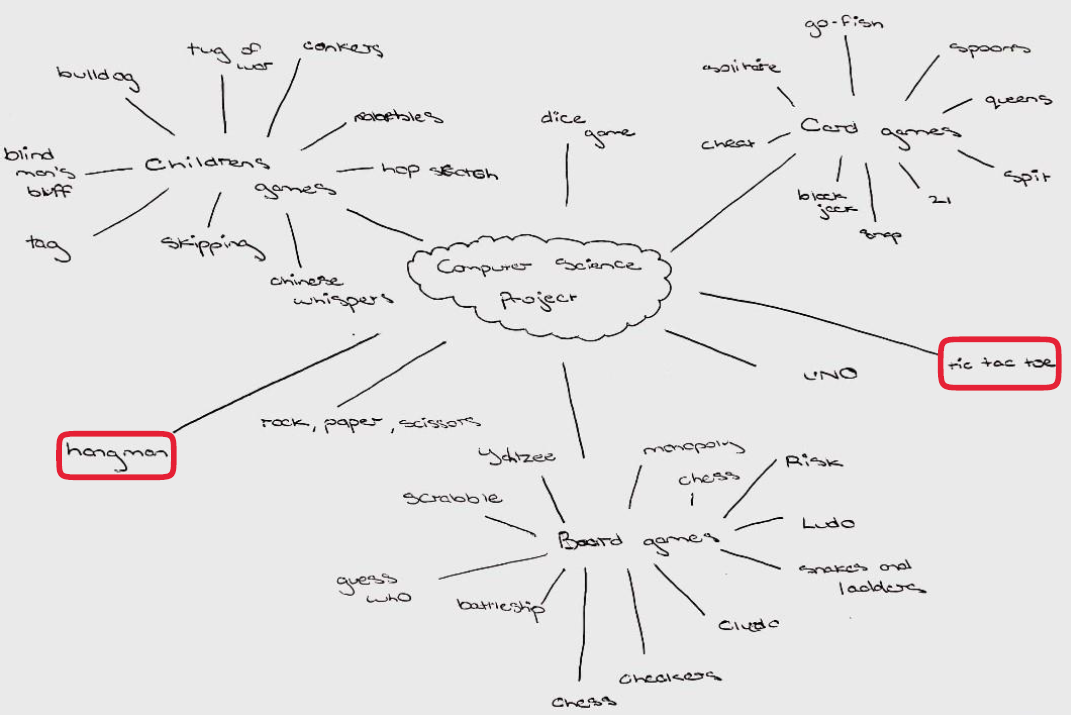 go-fish
tug of
war
conkers
spoons
bulldog
solitaire
queens
dice
game
cheat
Card games
blind
man's
bluff
Childrens
games
hop scotch
spit
black
jack
21
snap
tag
skipping
chinese
whispers
Computer Science
Project
tic tac toe
UNO
rock, paper, scissors
hangman
Yahtzee
monopoly
chess
Risk
scrabble
Ludo
Board games
snakes and
ladders
guess
who
battleship
Cludo
checkers
chess